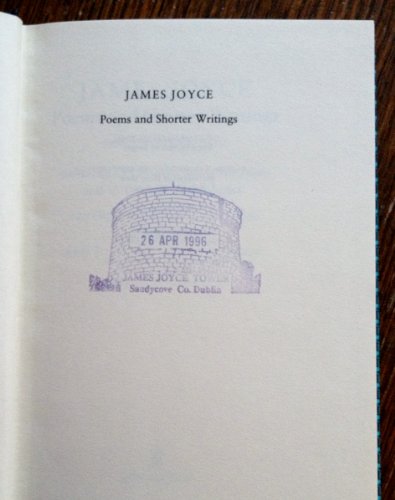 JAMES JOYCE
Poems and Shorter Writings
26 APR 1996
JAMES JOYCE TOWER
Sandycove Co. Dublin